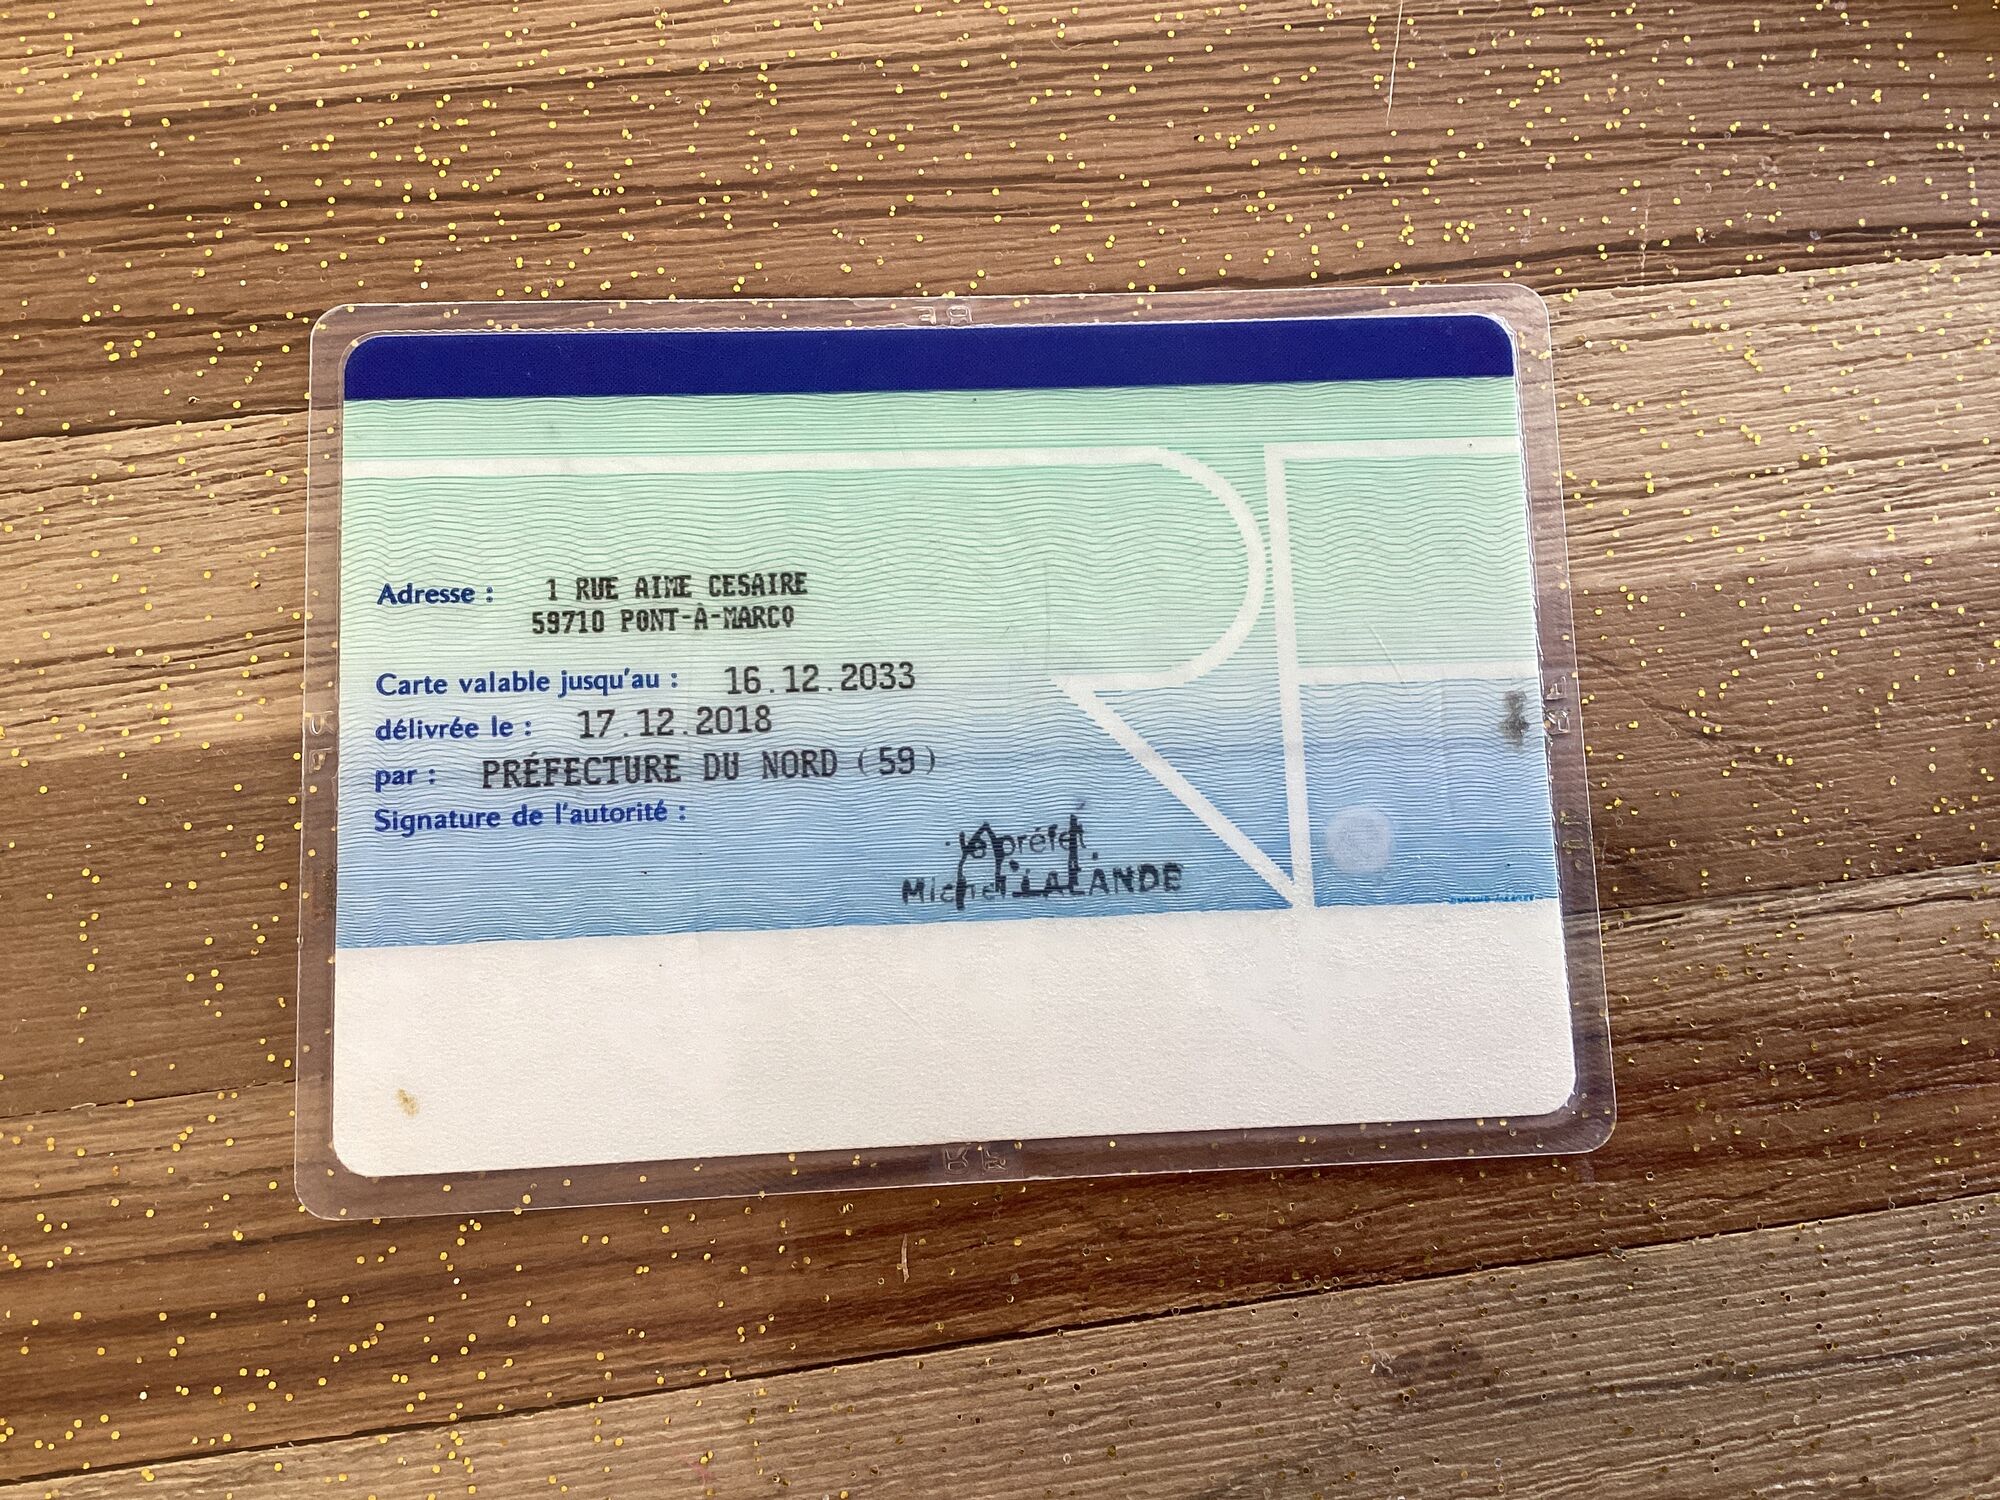 Adresse : 1 RUE AIME CESAIRE
59710 PONT-À-MARCQ
Carte valable jusqu'au : 16.12.2033
délivrée le : 17.12.2018
par : PRÉFECTURE DU NORD (59)
Signature de l'autorité :
Le préfet
Michel LALANDE
RF